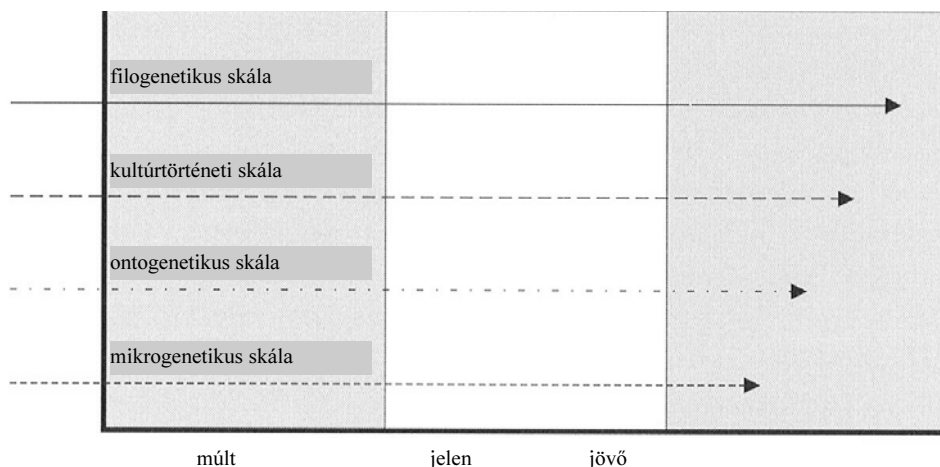 filogenetikus skála
kultúrtörténeti skála
ontogenetikus skála
mikrogenetikus skála
múlt jelen jövő